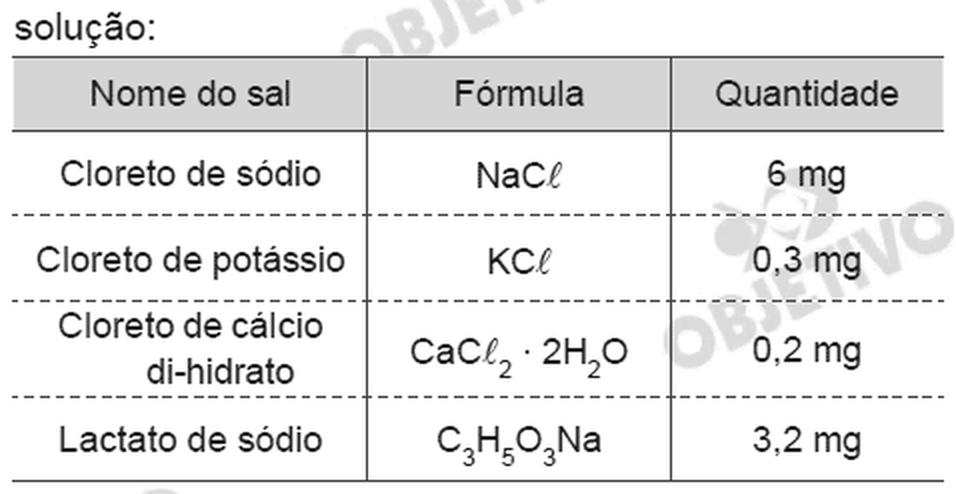 solução:
Nome do sal Fórmula Quantidade
Cloreto de sódio NaCℓ 6 mg
Cloreto de potássio KCℓ 0,3 mg
Cloreto de cálcio
di-hidrato CaCℓ₂ · 2H₂O 0,2 mg
Lactato de sódio C₃H₅O₃Na 3,2 mg
OBJETIVO